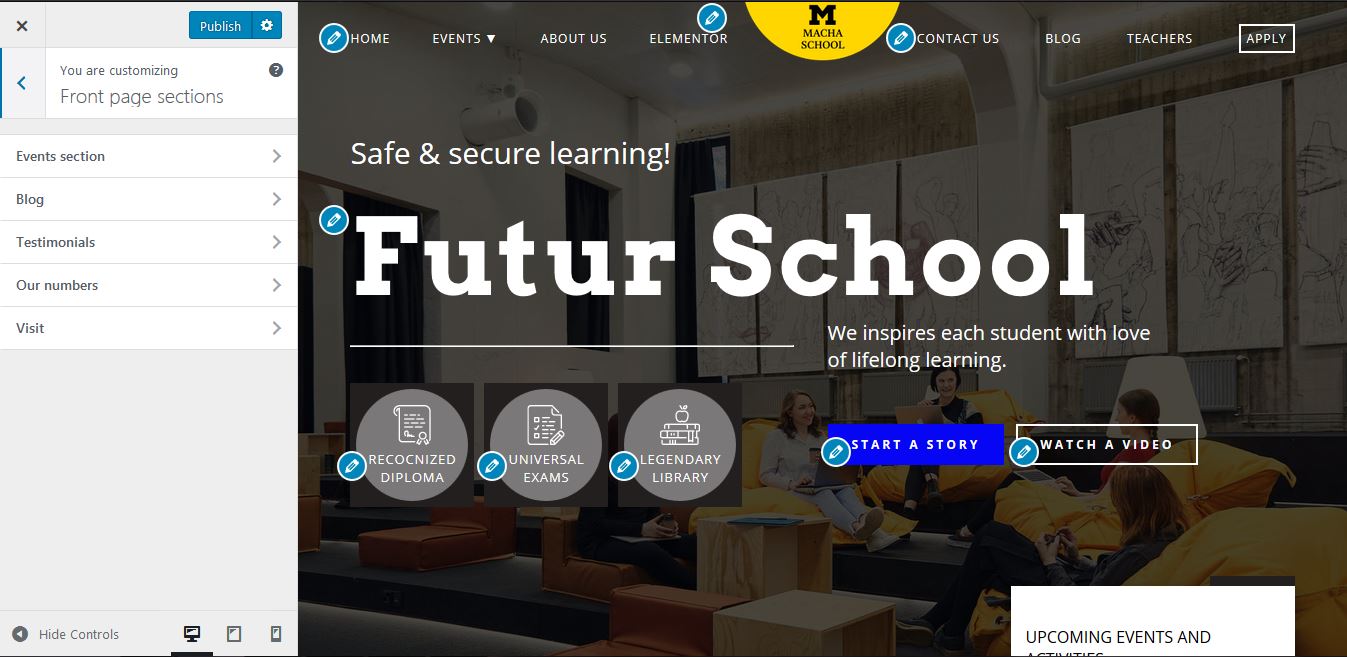 Publish
You are customizing
Front page sections
Events section
Blog
Testimonials
Our numbers
Visit
Hide Controls
HOME
EVENTS ▼
ABOUT US
ELEMENTOR
M
MACHA
SCHOOL
CONTACT US
BLOG
TEACHERS
APPLY
Safe & secure learning!
Futur School
We inspires each student with love
of lifelong learning.
RECOCNIZED
DIPLOMA
UNIVERSAL
EXAMS
LEGENDARY
LIBRARY
START A STORY
WATCH A VIDEO
UPCOMING EVENTS AND
ACTIVITIES